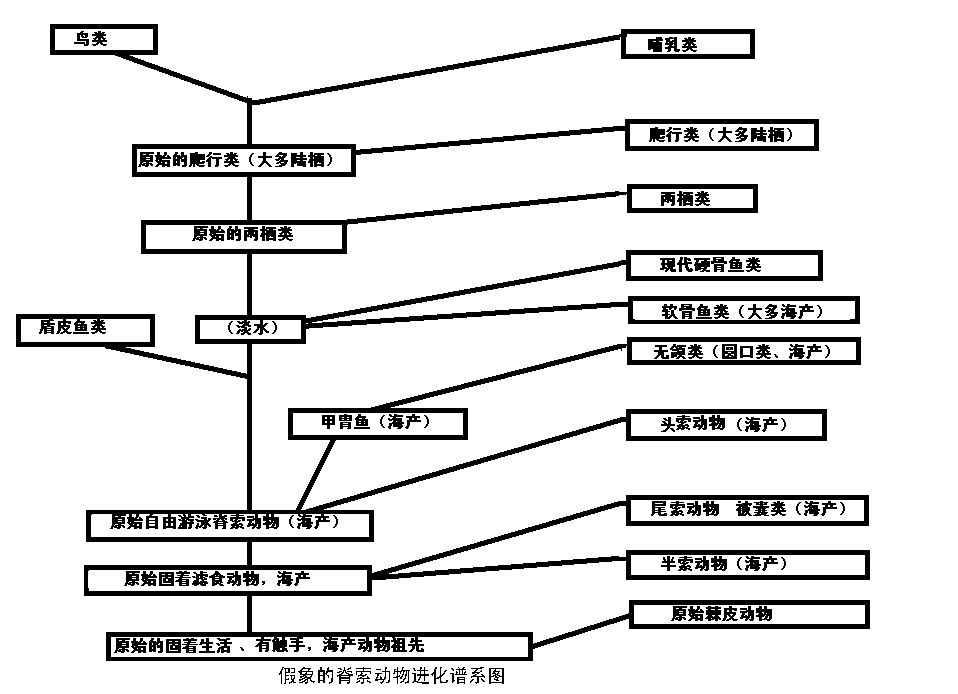 鸟类
哺乳类
原始的爬行类（大多陆栖）
爬行类（大多陆栖）
两栖类
原始的两栖类
现代硬骨鱼类
盾皮鱼类
（淡水）
软骨鱼类（大多海产）
无颌类（圆口类、海产）
甲胄鱼（海产）
头索动物（海产）
原始自由游泳脊索动物（海产）
尾索动物 被囊类（海产）
原始固着滤食动物，海产
半索动物（海产）
原始棘皮动物
原始的固着生活、有触手，海产动物祖先
假象的脊索动物进化谱系图